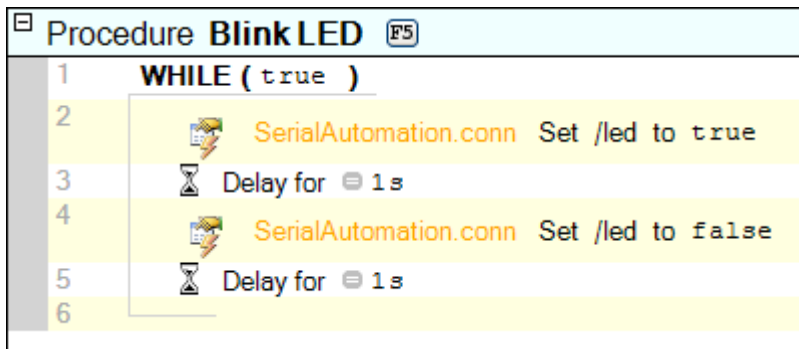 Procedure Blink LED F5
1 WHILE ( true )
2 SerialAutomation.conn Set /led to true
3 Delay for = 1s
4 SerialAutomation.conn Set /led to false
5 Delay for = 1s
6